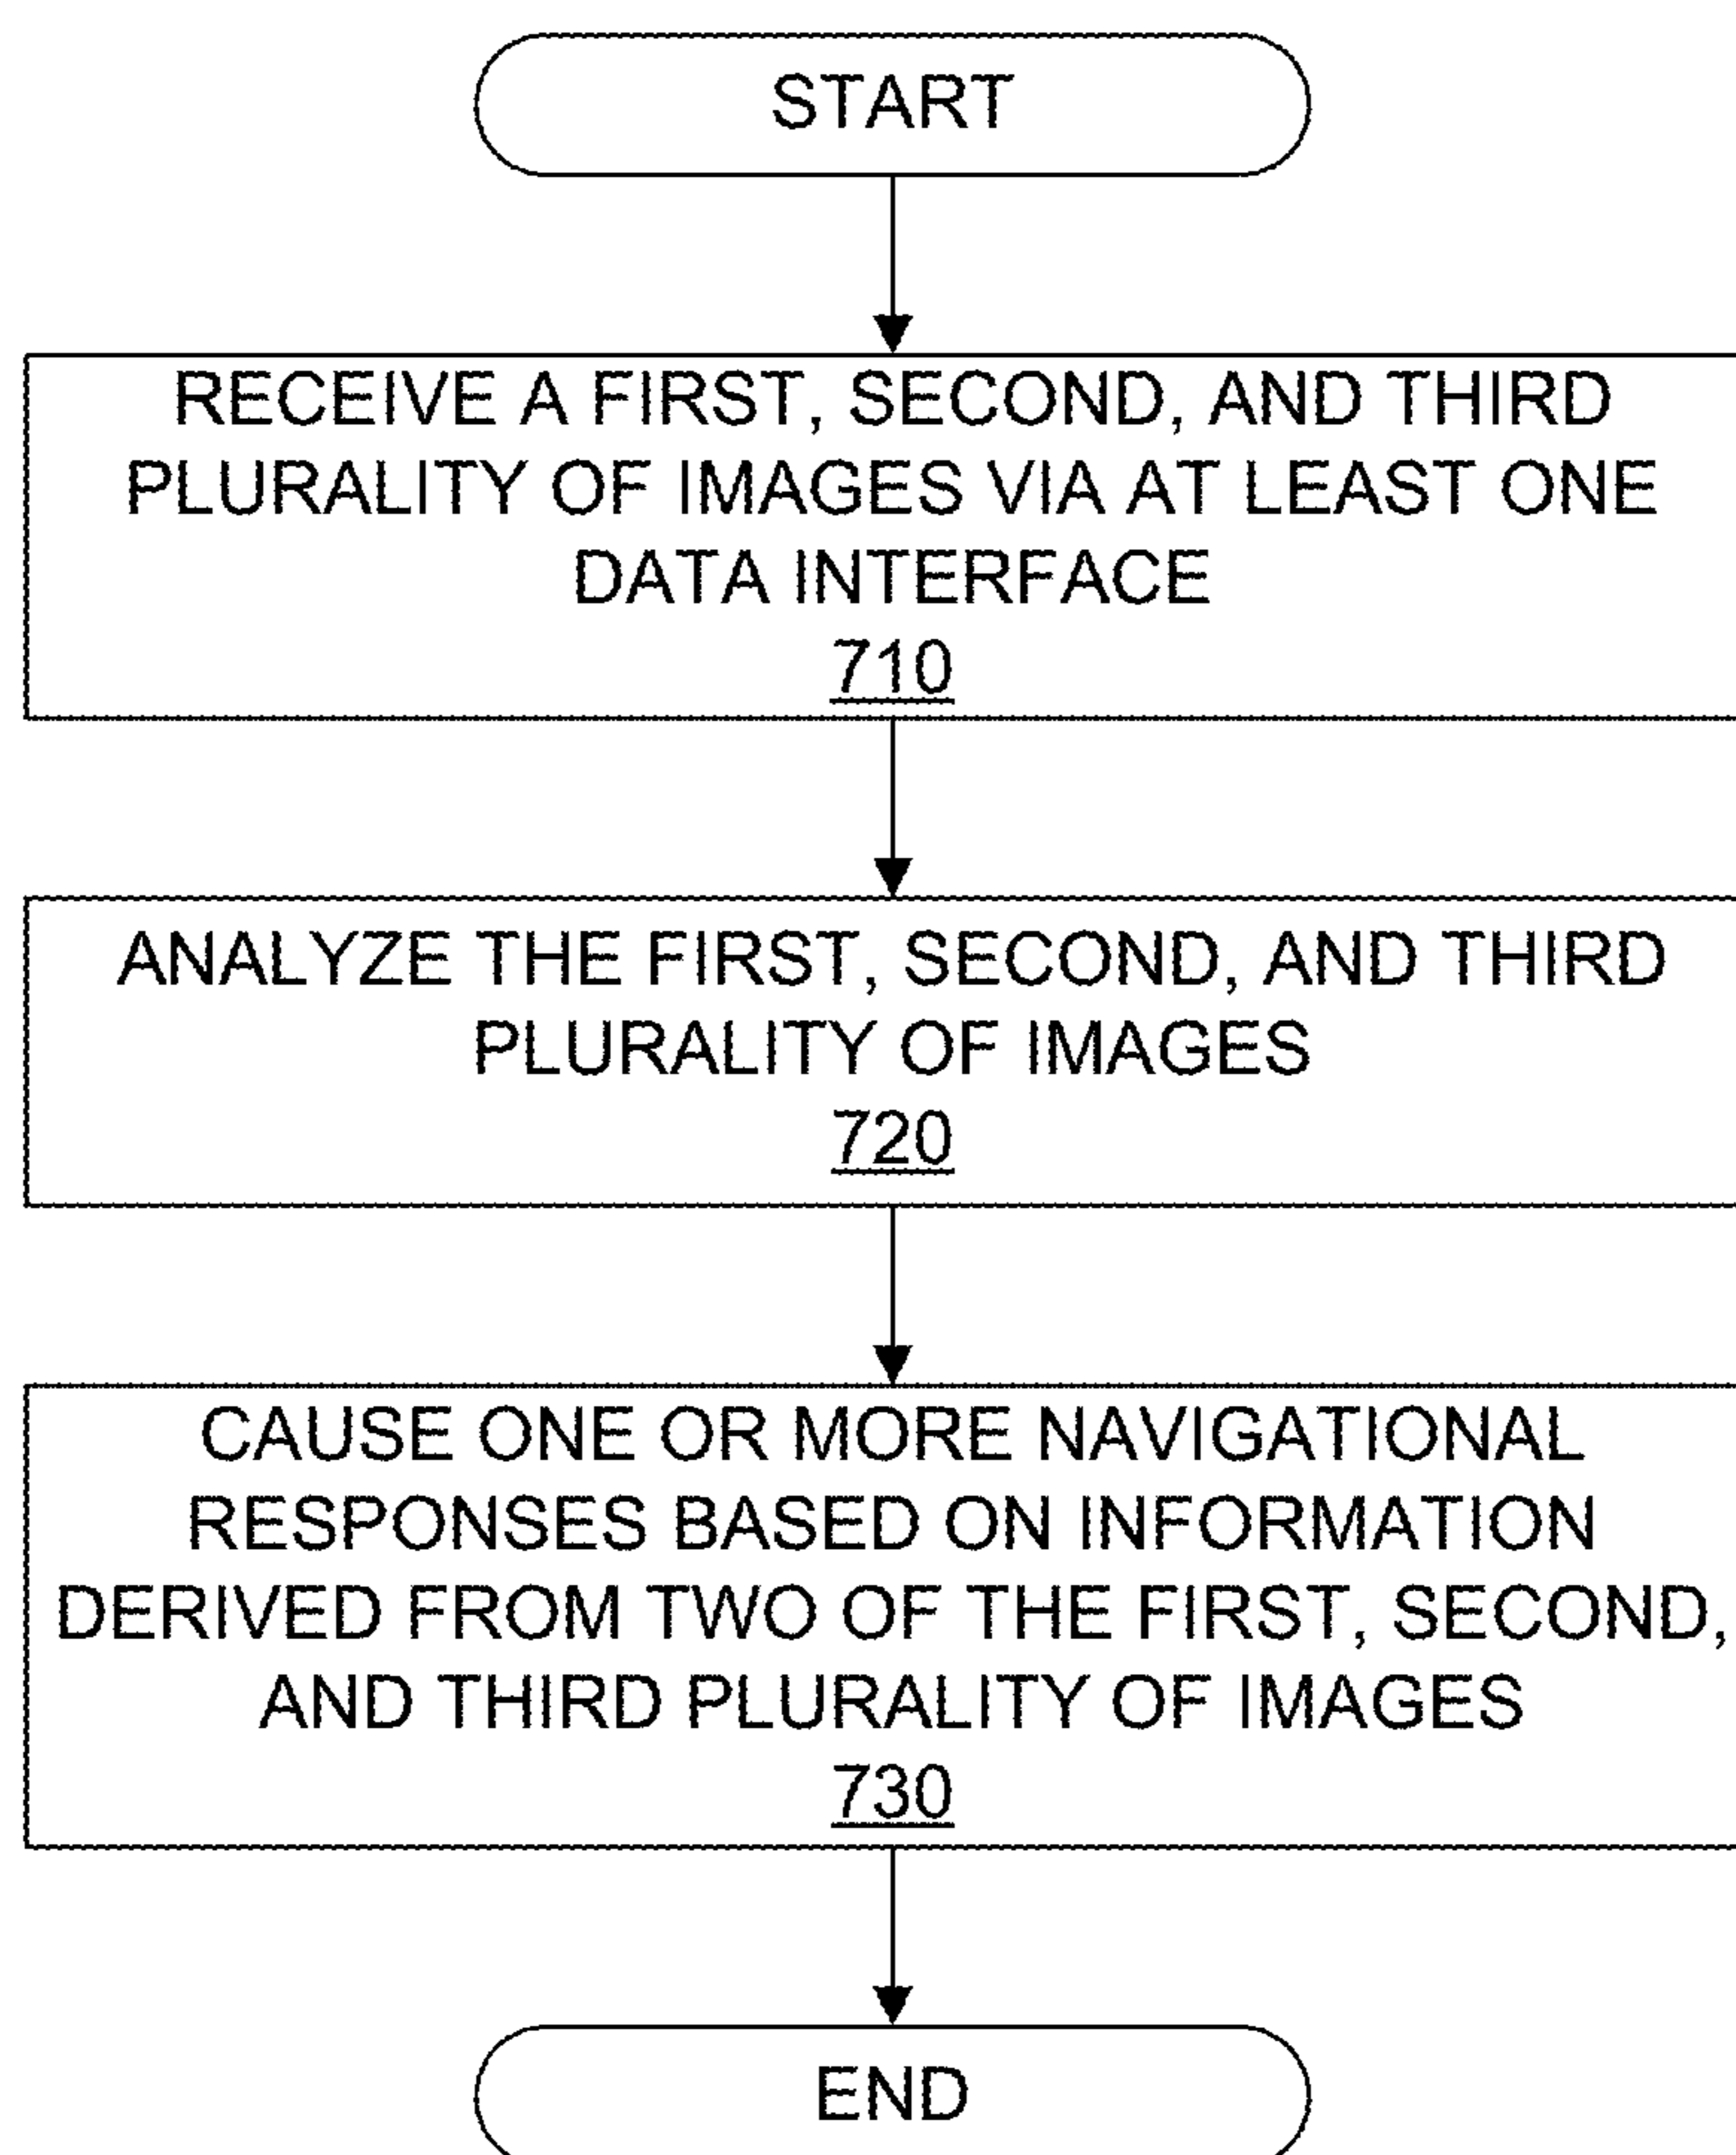 START
RECEIVE A FIRST, SECOND, AND THIRD
PLURALITY OF IMAGES VIA AT LEAST ONE
DATA INTERFACE
710
ANALYZE THE FIRST, SECOND, AND THIRD
PLURALITY OF IMAGES
720
CAUSE ONE OR MORE NAVIGATIONAL
RESPONSES BASED ON INFORMATION
DERIVED FROM TWO OF THE FIRST, SECOND,
AND THIRD PLURALITY OF IMAGES
730
END